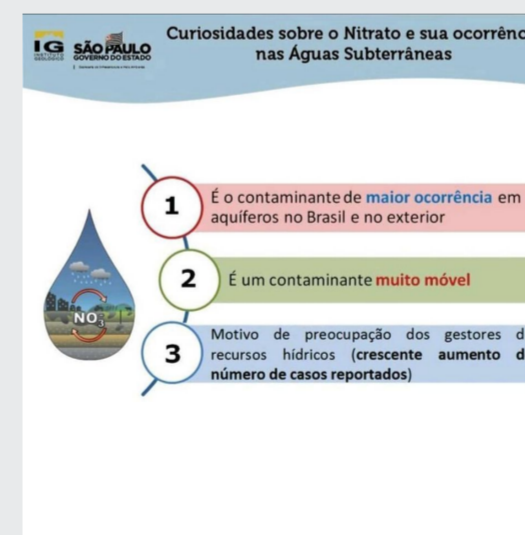 Curiosidades sobre o Nitrato e sua ocorrênc
nas Águas Subterrâneas
IG
INSTITUTO
GEOLÓGICO
SÃO PAULO
GOVERNO DO ESTADO
1
É o contaminante de maior ocorrência em
aquíferos no Brasil e no exterior
2
É um contaminante muito móvel
NO3-
3
Motivo de preocupação dos gestores d
recursos hídricos (crescente aumento d
número de casos reportados)